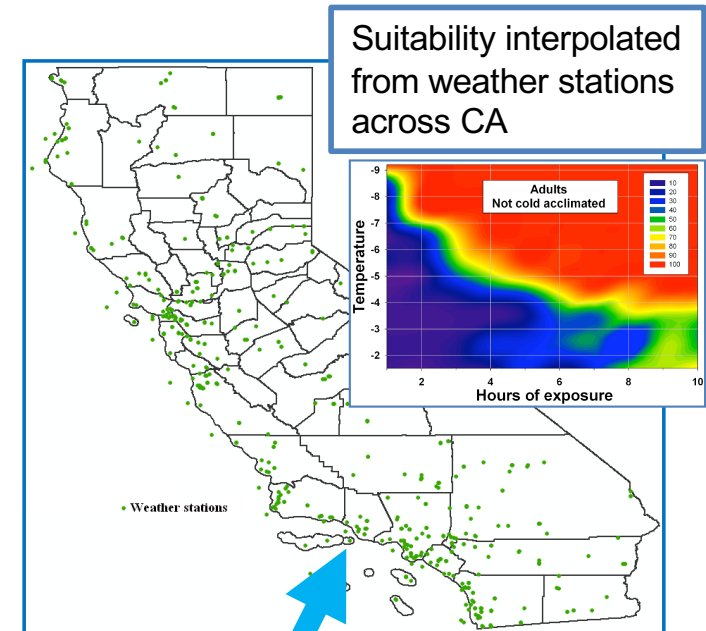 Suitability interpolated
from weather stations
across CA
Adults
Not cold acclimated
10
20
30
40
50
60
70
80
90
100
Temperature
-9
-8
-7
-6
-5
-4
-3
-2
2
4
6
8
10
Hours of exposure
Weather stations